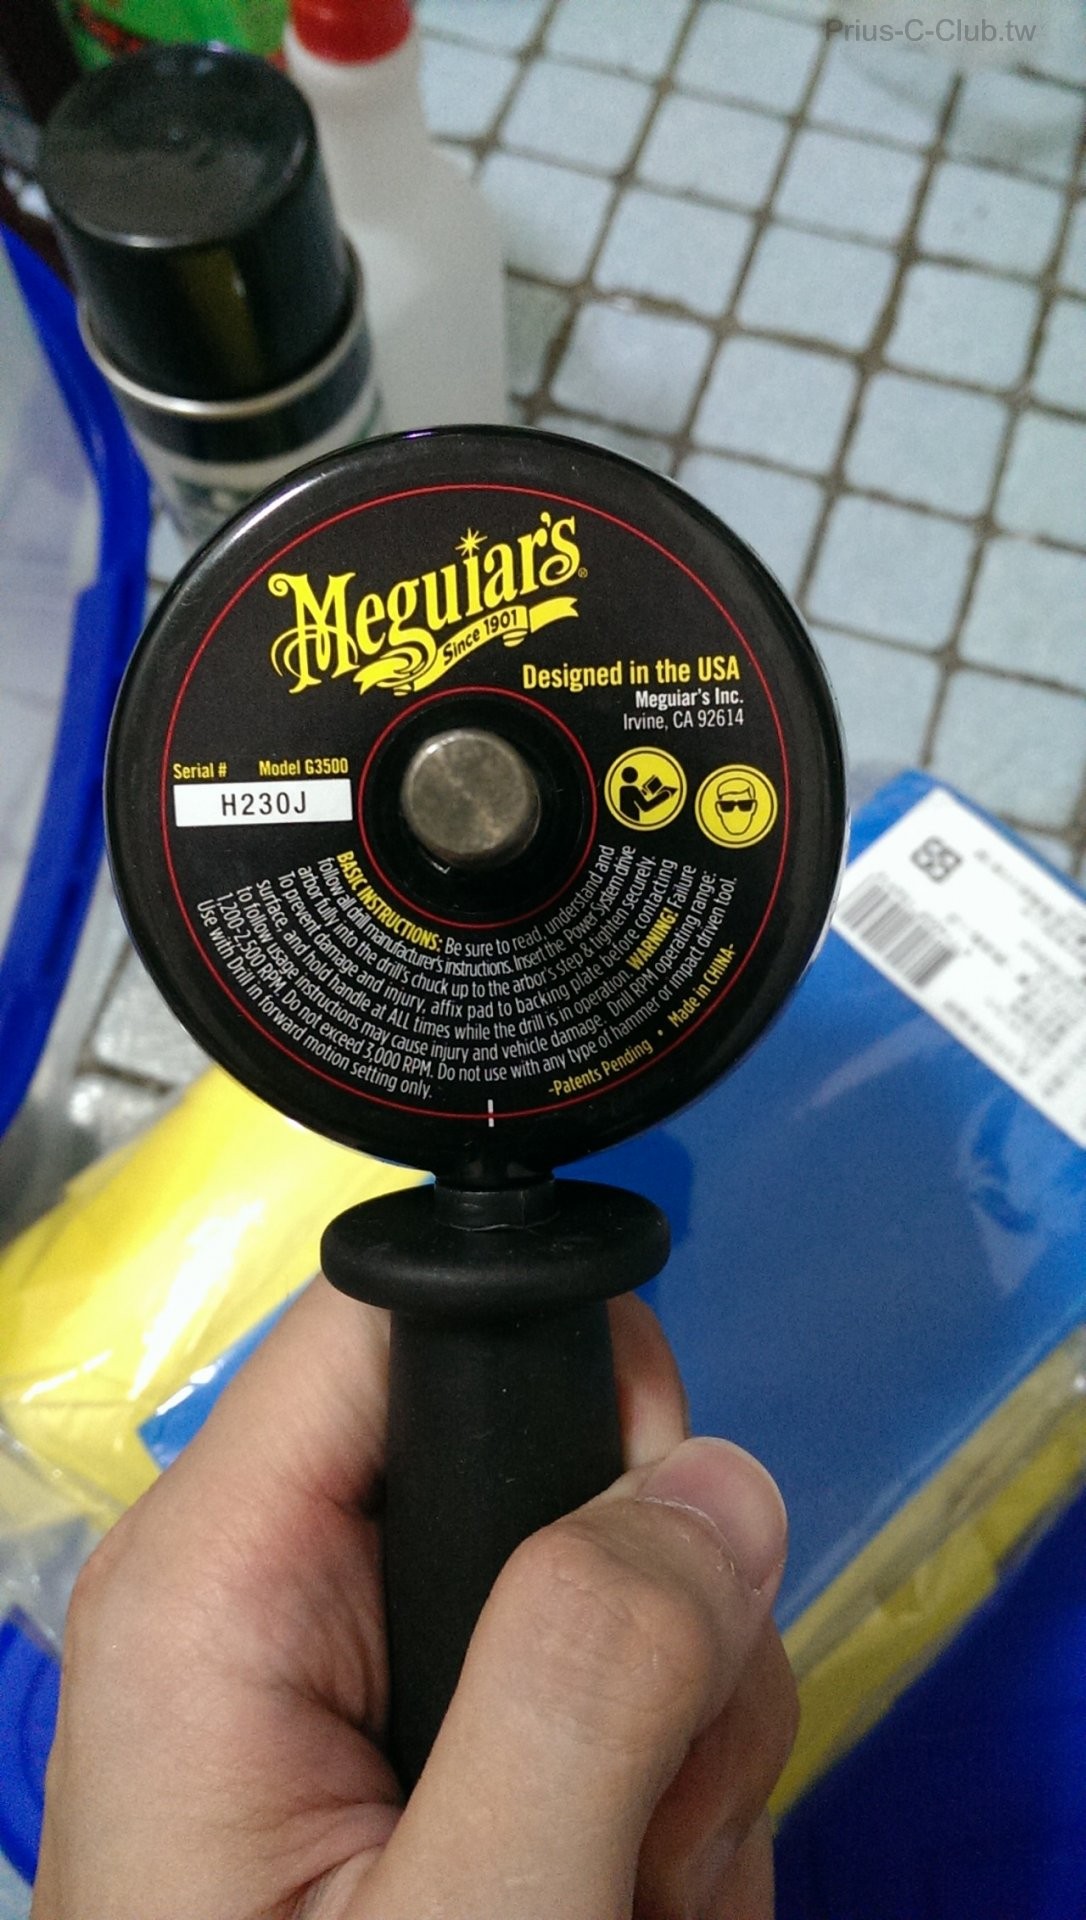 Prius-C-Club.tw
Meguiar's®
Since 1901
Designed in the USA
Meguiar's Inc.
Irvine, CA 92614
Serial # Model G3500
H230J
BASIC INSTRUCTIONS: Be sure to read, understand and
follow all drill manufacturer's instructions. Insert the Power System drive
arbor fully into the drill's chuck up to the arbor's step & tighten securely.
To prevent damage and injury, affix pad to backing plate before contacting
surface, and hold handle at ALL times while the drill is in operation. WARNING! Failure
to follow usage instructions may cause injury and vehicle damage. Drill RPM operating range:
1,200-2,500 RPM. Do not exceed 3,000 RPM. Do not use with any type of hammer or impact driven tool.
Use with Drill in forward motion setting only.
-Patents Pending • Made in CHINA-